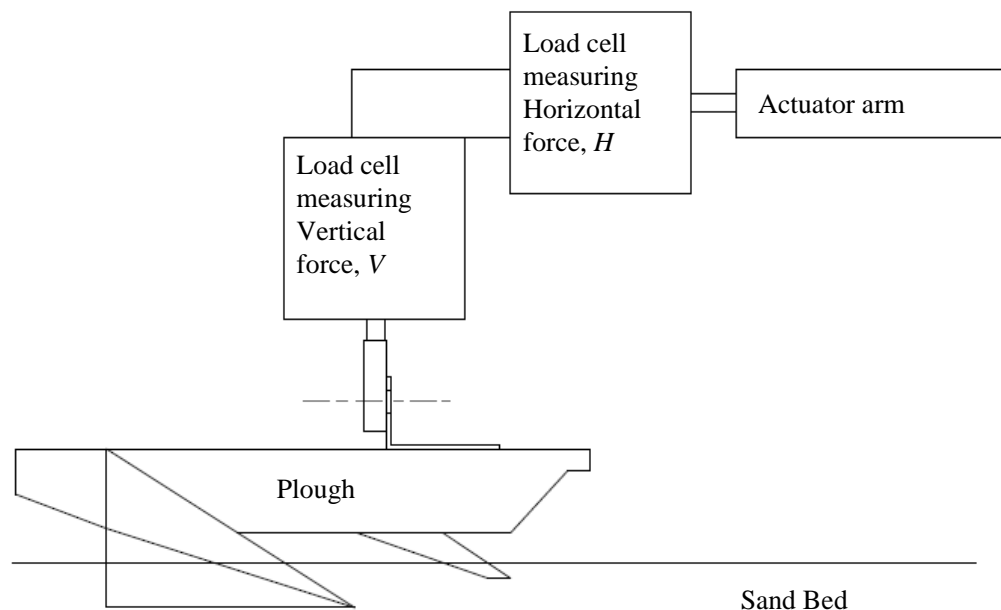 Load cell
measuring
Horizontal
force, H
Actuator arm
Load cell
measuring
Vertical
force, V
Plough
Sand Bed